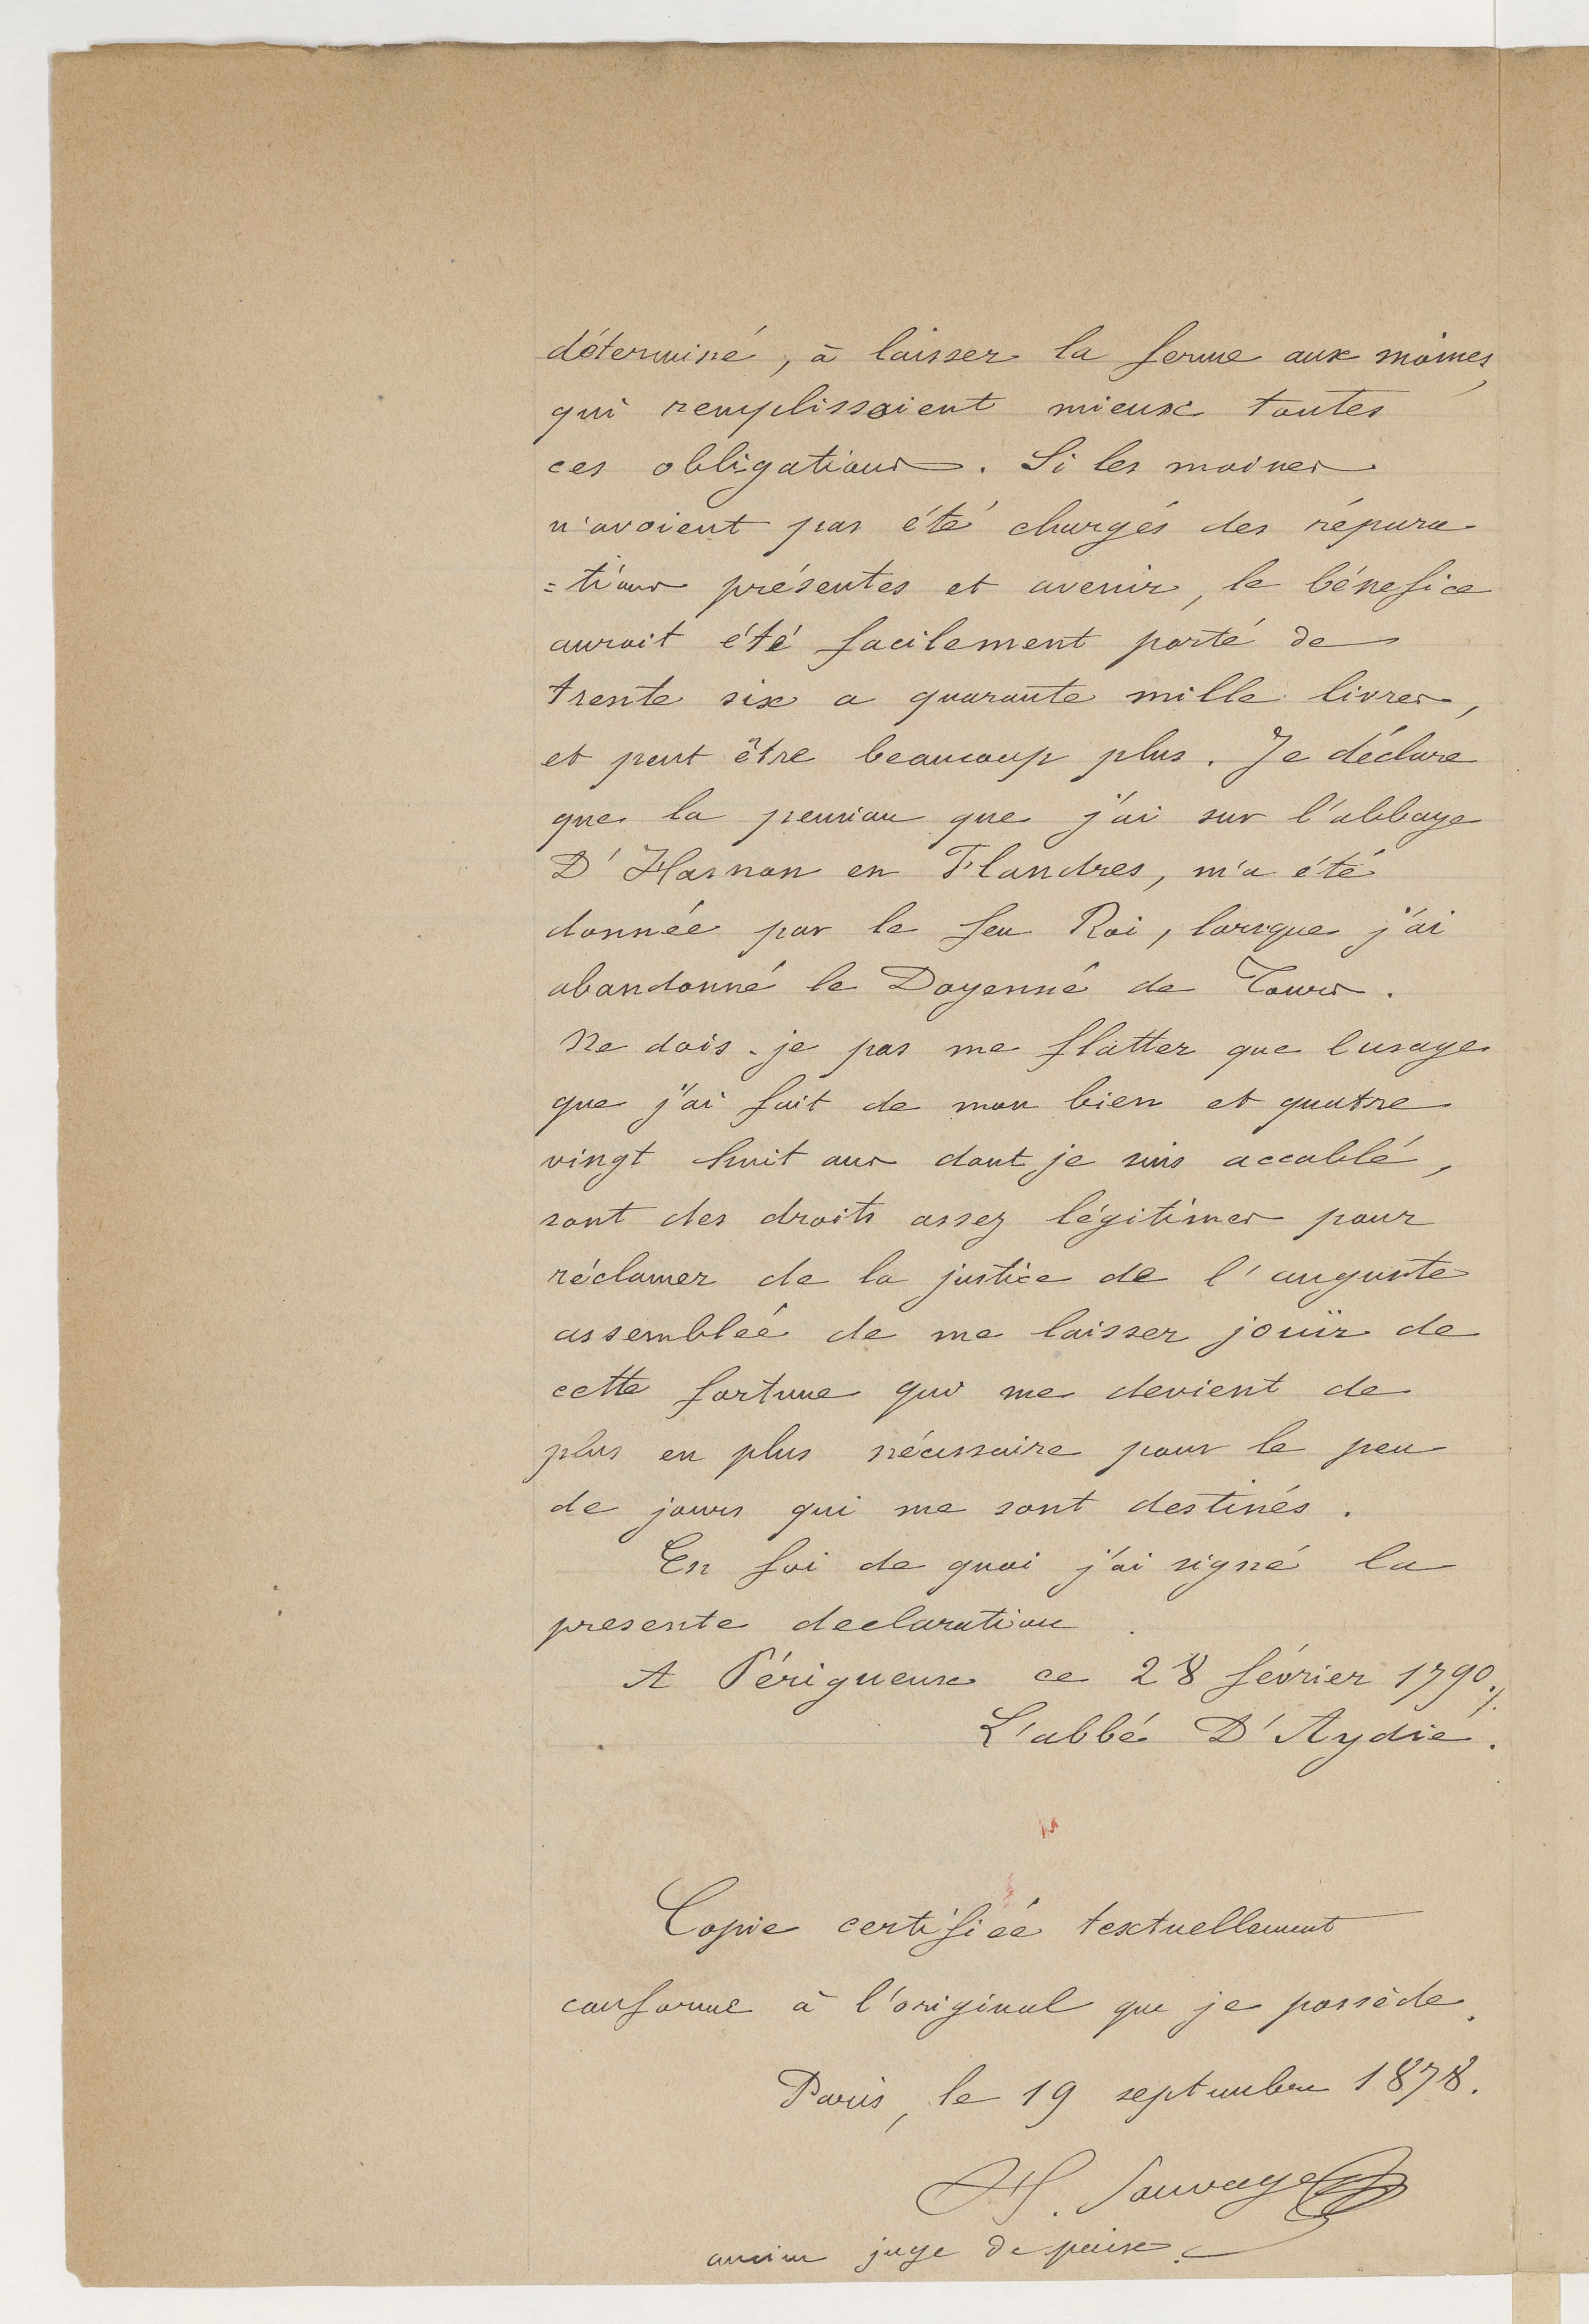 déterminé, à laisser la ferme aux moines,
qui remplissoient mieux toutes
ces obligations. Si les moines
n'avoient pas été chargés des répara
=tions présentes et avenir, le bénefice
auroit été facilement porté de
trente six a quarante mille livres,
et peut être beaucoup plus. Je déclare
que la pension que j'ai sur l'abbaye
D'Hasnon en Flandres, m'a été
donnée par le feu Roi, lorsque j'ai
abandonné le Doyenné de Tours.
Ne dois-je pas me flatter que l'usage
que j'ai fait de mon bien et quatre
vingt huit ans dont je suis accablé,
sont des droits assez légitimes pour
réclamer de la justice de l'auguste
assemblée de me laisser jouïr de
cette fortune qui me devient de
plus en plus nécessaire pour le peu
de jours qui me sont destinés.
En foi de quoi j'ai signé la
presente declaration.
A Périgueux ce 28 février 1790./.
L'abbé D'Aydie.
Copie certifiée textuellement
conforme à l'original que je possède.
Paris, le 19 septembre 1878.
H. Sauvage
ancien juge de paix.